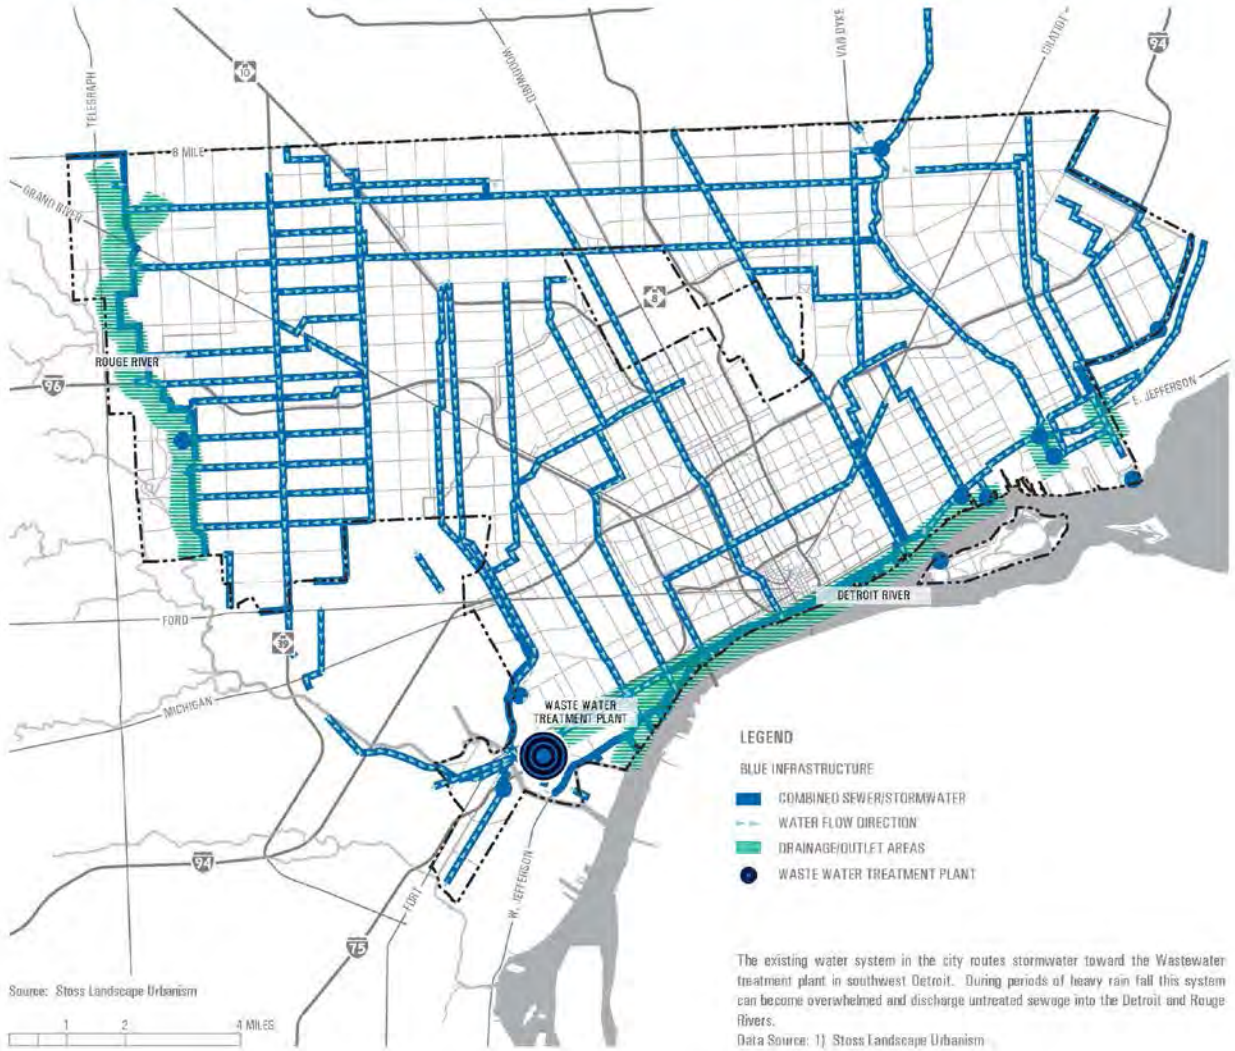 VAN DYKE
94
GRATIOT
WOODWARD
10
TELEGRAPH
8 MILE
GRAND RIVER
8
ROUGE RIVER
96
E. JEFFERSON
DETROIT RIVER
FORD
39
MICHIGAN
WASTE WATER
TREATMENT PLANT
LEGEND
BLUE INFRASTRUCTURE
COMBINED SEWER/STORMWATER
WATER FLOW DIRECTION
DRAINAGE/OUTLET AREAS
WASTE WATER TREATMENT PLANT
94
FORT
W. JEFFERSON
75
The existing water system in the city routes stormwater toward the Wastewater
treatment plant in southwest Detroit. During periods of heavy rain fall this system
can become overwhelmed and discharge untreated sewage into the Detroit and Rouge
Rivers.
Data Source: 1) Stoss Landscape Urbanism
Source: Stoss Landscape Urbanism
1 2 4 MILES